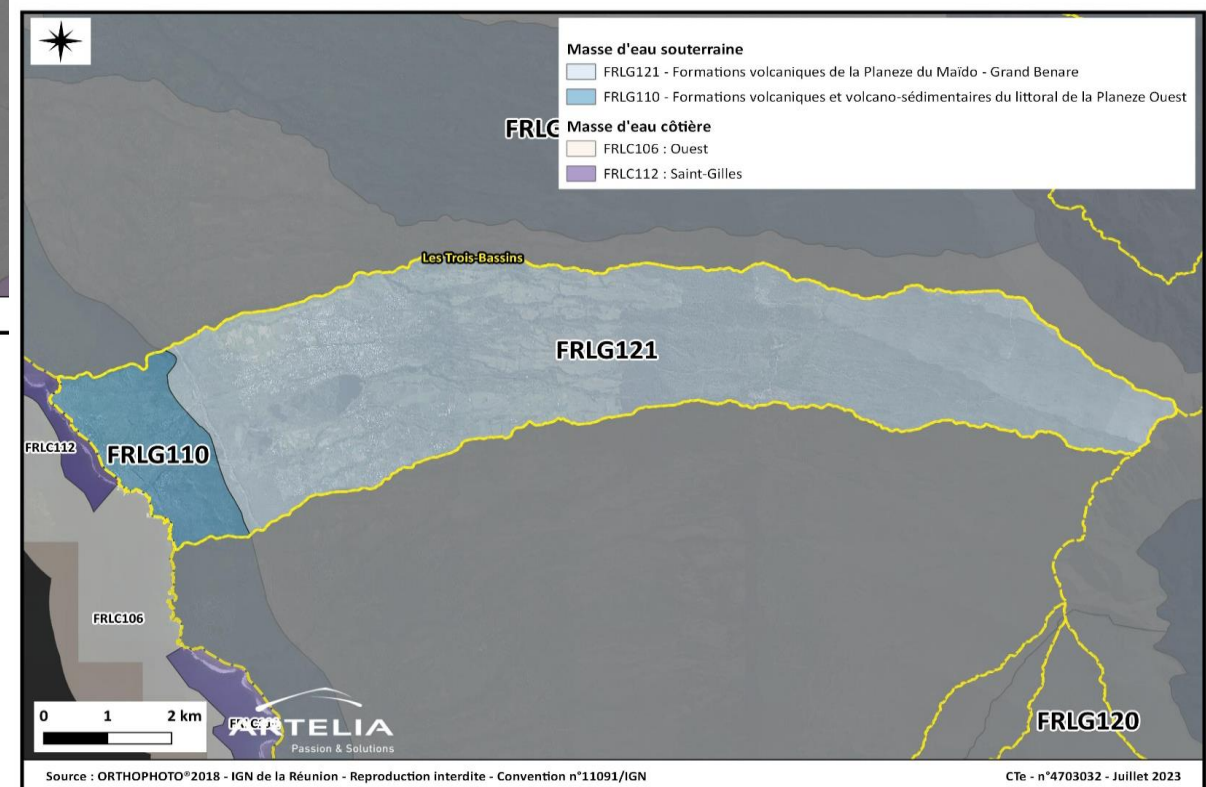 Masse d'eau souterraine
FRLG121 - Formations volcaniques de la Planeze du Maïdo - Grand Benare
FRLG110 - Formations volcaniques et volcano-sédimentaires du littoral de la Planeze Ouest
Masse d'eau côtière
FRLC106 : Ouest
FRLC112 : Saint-Gilles
Les Trois-Bassins
FRLG121
FRLC112
FRLG110
FRLC106
0 1 2 km
ARTELIA
Passion & Solutions
FRLG120
Source : ORTHOPHOTO®2018 - IGN de la Réunion - Reproduction interdite - Convention n°11091/IGN
CTe - n°4703032 - Juillet 2023